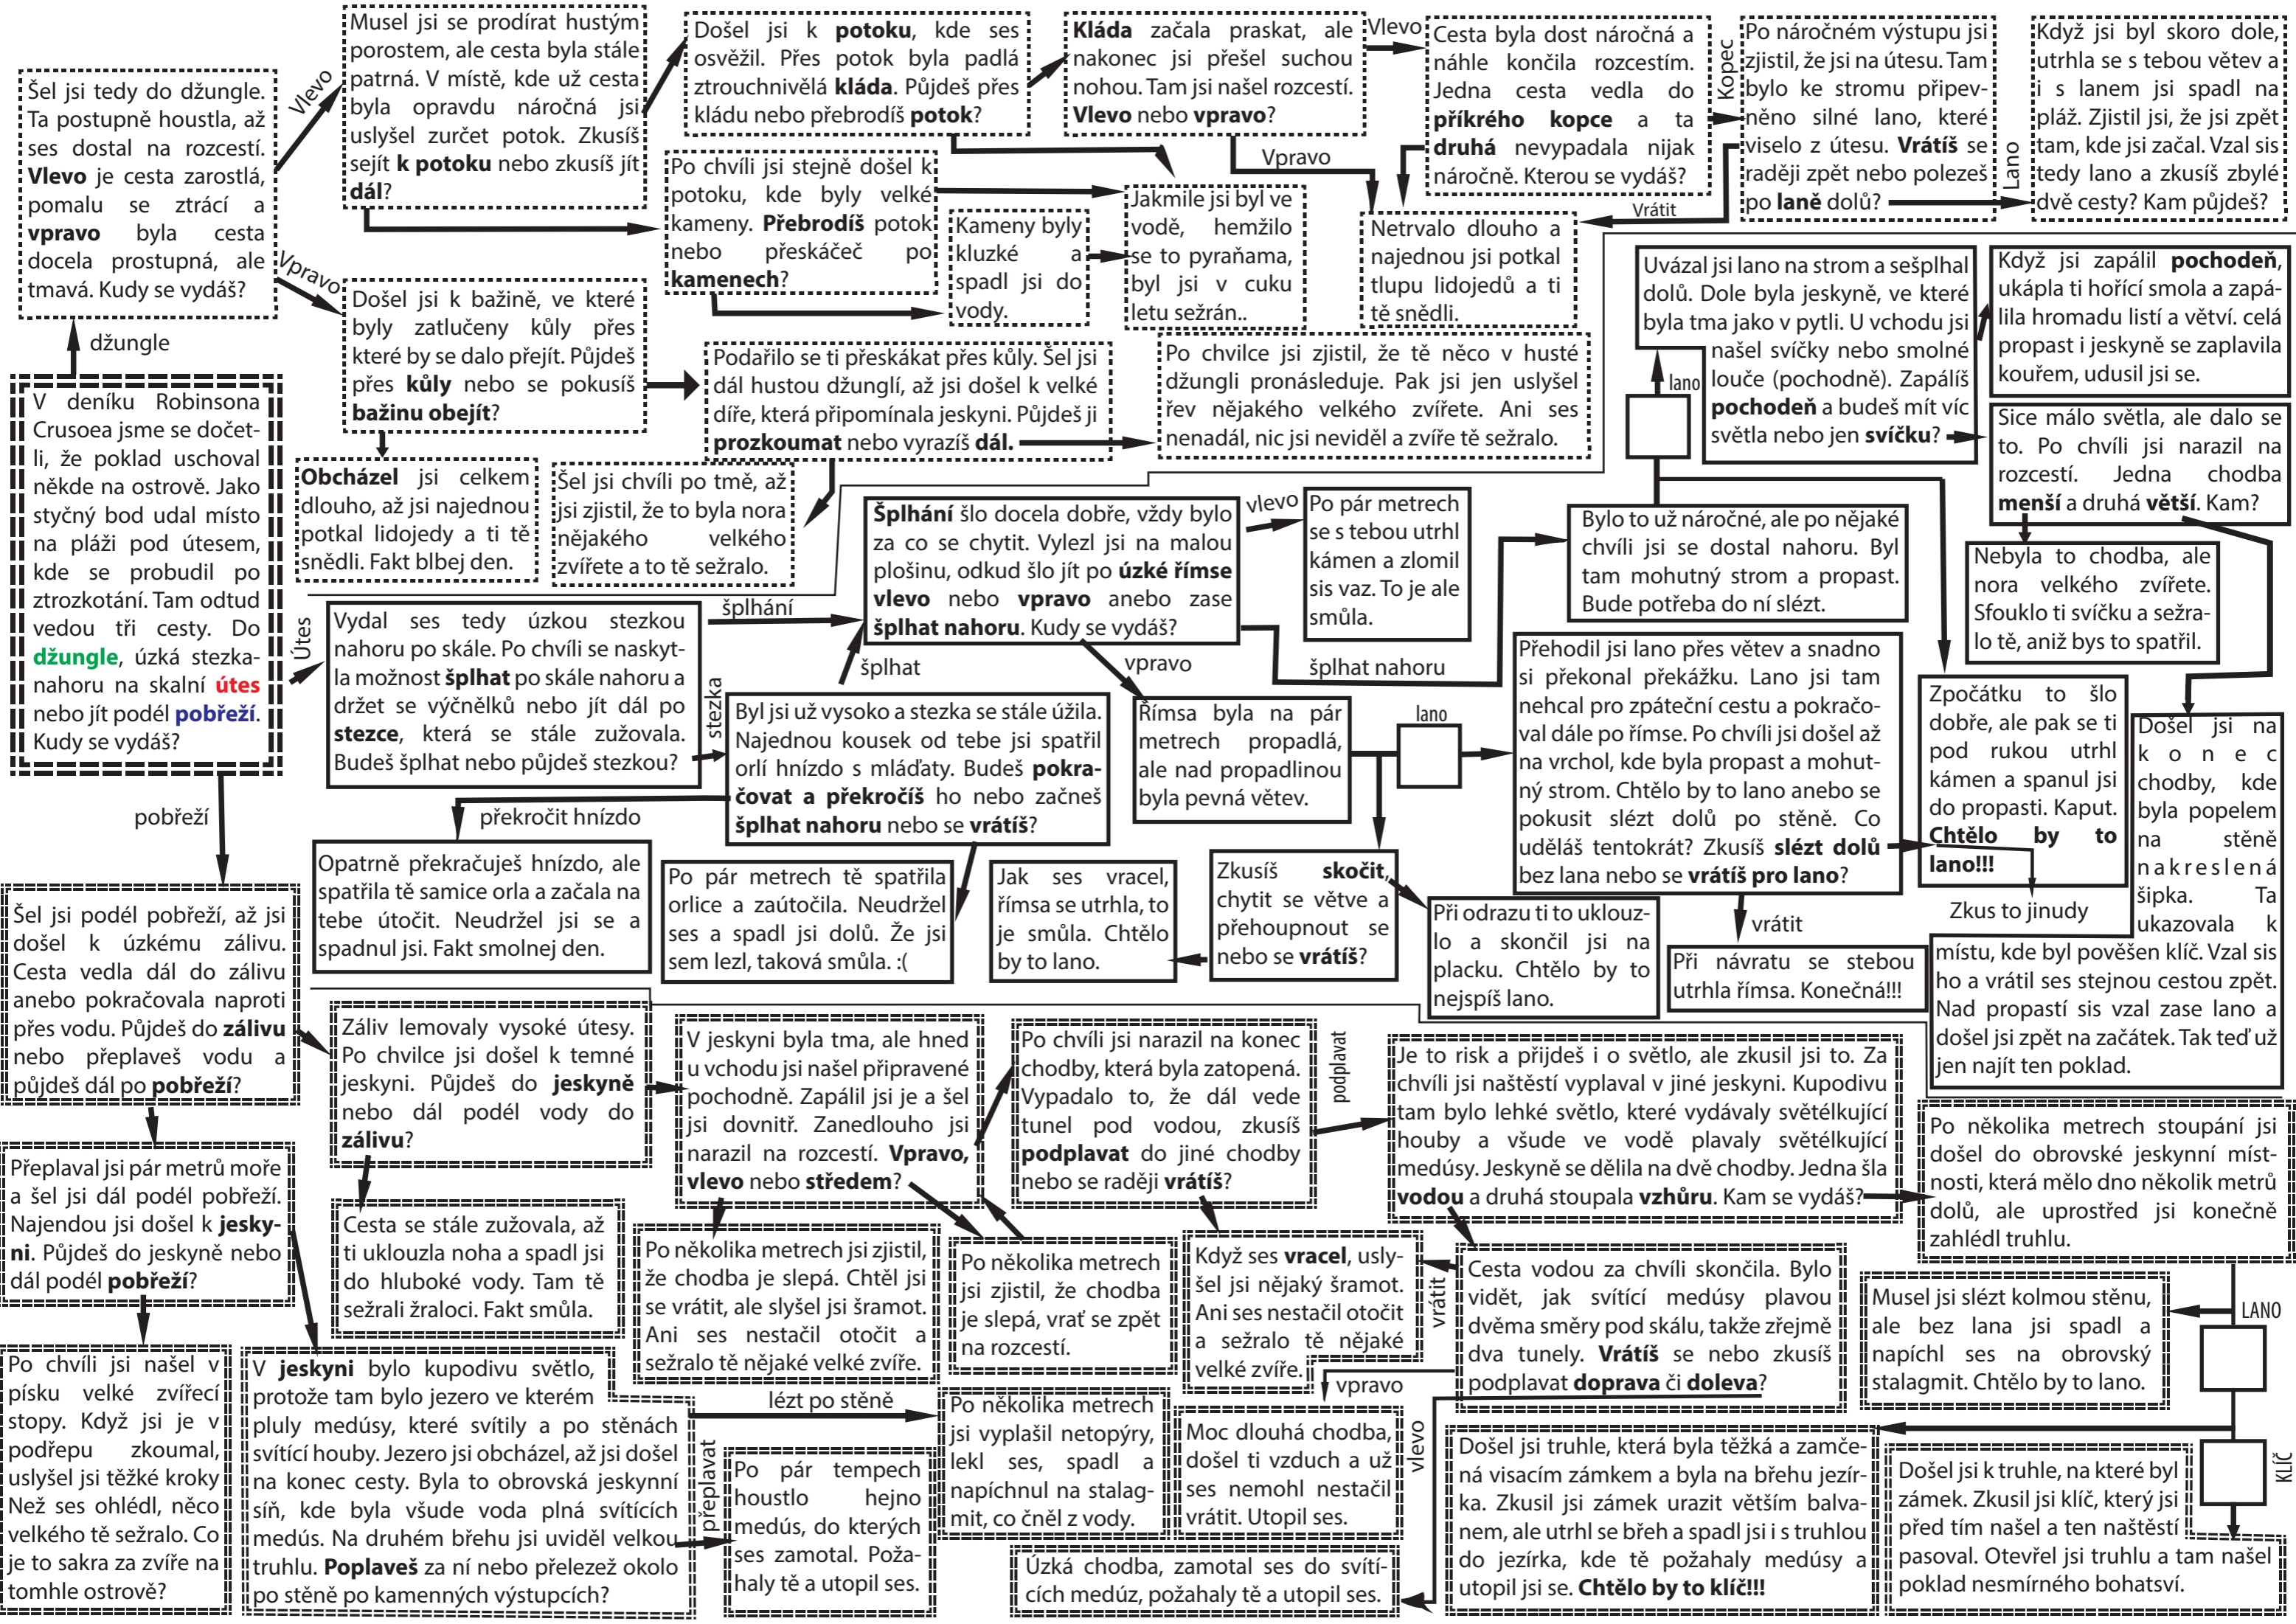 Šel jsi tedy do džungle.
Ta postupně houstla, až
ses dostal na rozcestí.
Vlevo je cesta zarostlá,
pomalu se ztrácí a
vpravo byla cesta
docela prostupná, ale
tmavá. Kudy se vydáš?
Vlevo
Musel jsi se prodírat hustým
porostem, ale cesta byla stále
patrná. V místě, kde už cesta
byla opravdu náročná jsi
uslyšel zurčet potok. Zkusíš
sejít k potoku nebo zkusíš jít
dál?
Došel jsi k potoku, kde ses
osvěžil. Přes potok byla padlá
ztrouchnivělá kláda. Půjdeš přes
kládu nebo přebrodíš potok?
Kláda začala praskat, ale
nakonec jsi přešel suchou
nohou. Tam jsi našel rozcestí.
Vlevo nebo vpravo?
Vlevo
Cesta byla dost náročná a
náhle končila rozcestím.
Jedna cesta vedla do
příkrého kopce a ta
druhá nevypadala nijak
náročně. Kterou se vydáš?
Kopec
Po náročném výstupu jsi
zjistil, že jsi na útesu. Tam
bylo ke stromu připev-
něno silné lano, které
viselo z útesu. Vrátíš se
raději zpět nebo polezeš
po laně dolů?
Lano
Když jsi byl skoro dole,
utrhla se s tebou větev a
i s lanem jsi spadl na
pláž. Zjistil jsi, že jsi zpět
tam, kde jsi začal. Vzal sis
tedy lano a zkusíš zbylé
dvě cesty? Kam půjdeš?
Vpravo
Vrátit
Po chvíli jsi stejně došel k
potoku, kde byly velké
kameny. Přebrodíš potok
nebo přeskáčeč po
kamenech?
Kameny byly
kluzké a
spadl jsi do
vody.
Jakmile jsi byl ve
vodě, hemžilo
se to pyraňama,
byl jsi v cuku
letu sežrán..
Netrvalo dlouho a
najednou jsi potkal
tlupu lidojedů a ti
tě snědli.
Vpravo
Došel jsi k bažině, ve které
byly zatlučeny kůly přes
které by se dalo přejít. Půjdeš
přes kůly nebo se pokusíš
bažinu obejít?
Podařilo se ti přeskákat přes kůly. Šel jsi
dál hustou džunglí, až jsi došel k velké
díře, která připomínala jeskyni. Půjdeš ji
prozkoumat nebo vyrazíš dál.
Po chvilce jsi zjistil, že tě něco v husté
džungli pronásleduje. Pak jsi jen uslyšel
řev nějakého velkého zvířete. Ani ses
nenadál, nic jsi neviděl a zvíře tě sežralo.
Obcházel jsi celkem
dlouho, až jsi najednou
potkal lidojedy a ti tě
snědli. Fakt blbej den.
Šel jsi chvíli po tmě, až
jsi zjistil, že to byla nora
nějakého velkého
zvířete a to tě sežralo.
džungle
V deníku Robinsona
Crusoea jsme se dočet-
li, že poklad uschoval
někde na ostrově. Jako
styčný bod udal místo
na pláži pod útesem,
kde se probudil po
ztrozkotání. Tam odtud
vedou tři cesty. Do
džungle, úzká stezka-
nahoru na skalní útes
nebo jít podél pobřeží.
Kudy se vydáš?
Útes
Vydal ses tedy úzkou stezkou
nahoru po skále. Po chvíli se naskyt-
la možnost šplhat po skále nahoru a
držet se výčnělků nebo jít dál po
stezce, která se stále zužovala.
Budeš šplhat nebo půjdeš stezkou?
šplhání
stezka
šplhat
Šplhání šlo docela dobře, vždy bylo
za co se chytit. Vylezl jsi na malou
plošinu, odkud šlo jít po úzké římse
vlevo nebo vpravo anebo zase
šplhat nahoru. Kudy se vydáš?
vlevo
Po pár metrech
se s tebou utrhl
kámen a zlomil
sis vaz. To je ale
smůla.
vpravo
šplhat nahoru
Bylo to už náročné, ale po nějaké
chvíli jsi se dostal nahoru. Byl
tam mohutný strom a propast.
Bude potřeba do ní slézt.
lano
Uvázal jsi lano na strom a sešplhal
dolů. Dole byla jeskyně, ve které
byla tma jako v pytli. U vchodu jsi
našel svíčky nebo smolné
louče (pochodně). Zapálíš
pochodeň a budeš mít víc
světla nebo jen svíčku?
Když jsi zapálil pochodeň,
ukápla ti hořící smola a zapá-
lila hromadu listí a větví. celá
propast i jeskyně se zaplavila
kouřem, udusil jsi se.
Sice málo světla, ale dalo se
to. Po chvíli jsi narazil na
rozcestí. Jedna chodba
menší a druhá větší. Kam?
Nebyla to chodba, ale
nora velkého zvířete.
Sfouklo ti svíčku a sežra-
lo tě, aniž bys to spatřil.
Byl jsi už vysoko a stezka se stále úžila.
Najednou kousek od tebe jsi spatřil
orlí hnízdo s mláďaty. Budeš pokra-
čovat a překročíš ho nebo začneš
šplhat nahoru nebo se vrátíš?
překročit hnízdo
Opatrně překračuješ hnízdo, ale
spatřila tě samice orla a začala na
tebe útočit. Neudržel jsi se a
spadnul jsi. Fakt smolnej den.
Po pár metrech tě spatřila
orlice a zaútočila. Neudržel
ses a spadl jsi dolů. Že jsi
sem lezl, taková smůla. :(
Římsa byla na pár
metrech propadlá,
ale nad propadlinou
byla pevná větev.
lano
Přehodil jsi lano přes větev a snadno
si překonal překážku. Lano jsi tam
nehcal pro zpáteční cestu a pokračo-
val dále po římse. Po chvíli jsi došel až
na vrchol, kde byla propast a mohut-
ný strom. Chtělo by to lano anebo se
pokusit slézt dolů po stěně. Co
uděláš tentokrát? Zkusíš slézt dolů
bez lana nebo se vrátíš pro lano?
Zpočátku to šlo
dobře, ale pak se ti
pod rukou utrhl
kámen a spanul jsi
do propasti. Kaput.
Chtělo by to
lano!!!
Zkus to jinudy
Jak ses vracel,
římsa se utrhla, to
je smůla. Chtělo
by to lano.
Zkusíš skočit,
chytit se větve a
přehoupnout se
nebo se vrátíš?
Při odrazu ti to uklouz-
lo a skončil jsi na
placku. Chtělo by to
nejspíš lano.
vrátit
Při návratu se stebou
utrhla římsa. Konečná!!!
Došel jsi na
konec
chodby, kde
byla popelem
na stěně
nakreslená
šipka. Ta
ukazovala k
místu, kde byl pověšen klíč. Vzal sis
ho a vrátil ses stejnou cestou zpět.
Nad propastí sis vzal zase lano a
došel jsi zpět na začátek. Tak teď už
jen najít ten poklad.
pobřeží
Šel jsi podél pobřeží, až jsi
došel k úzkému zálivu.
Cesta vedla dál do zálivu
anebo pokračovala naproti
přes vodu. Půjdeš do zálivu
nebo přeplaveš vodu a
půjdeš dál po pobřeží?
Záliv lemovaly vysoké útesy.
Po chvilce jsi došel k temné
jeskyni. Půjdeš do jeskyně
nebo dál podél vody do
zálivu?
V jeskyni byla tma, ale hned
u vchodu jsi našel připravené
pochodně. Zapálil jsi je a šel
jsi dovnitř. Zanedlouho jsi
narazil na rozcestí. Vpravo,
vlevo nebo středem?
Po chvíli jsi narazil na konec
chodby, která byla zatopená.
Vypadalo to, že dál vede
tunel pod vodou, zkusíš
podplavat do jiné chodby
nebo se raději vrátíš?
podplavat
Je to risk a přijdeš i o světlo, ale zkusil jsi to. Za
chvíli jsi naštěstí vyplaval v jiné jeskyni. Kupodivu
tam bylo lehké světlo, které vydávaly světélkující
houby a všude ve vodě plavaly světélkující
medúsy. Jeskyně se dělila na dvě chodby. Jedna šla
vodou a druhá stoupala vzhůru. Kam se vydáš?
Po několika metrech stoupání jsi
došel do obrovské jeskynní míst-
nosti, která mělo dno několik metrů
dolů, ale uprostřed jsi konečně
zahlédl truhlu.
Přeplaval jsi pár metrů moře
a šel jsi dál podél pobřeží.
Najendou jsi došel k jesky-
ni. Půjdeš do jeskyně nebo
dál podél pobřeží?
Cesta se stále zužovala, až
ti uklouzla noha a spadl jsi
do hluboké vody. Tam tě
sežrali žraloci. Fakt smůla.
Po několika metrech jsi zjistil,
že chodba je slepá. Chtěl jsi
se vrátit, ale slyšel jsi šramot.
Ani ses nestačil otočit a
sežralo tě nějaké velké zvíře.
Po několika metrech
jsi zjistil, že chodba
je slepá, vrať se zpět
na rozcestí.
Když ses vracel, usly-
šel jsi nějaký šramot.
Ani ses nestačil otočit
a sežralo tě nějaké
velké zvíře.
vrátit
Cesta vodou za chvíli skončila. Bylo
vidět, jak svítící medúsy plavou
dvěma směry pod skálu, takže zřejmě
dva tunely. Vrátíš se nebo zkusíš
podplavat doprava či doleva?
Musel jsi slézt kolmou stěnu,
ale bez lana jsi spadl a
napíchl ses na obrovský
stalagmit. Chtělo by to lano.
LANO
Po chvíli jsi našel v
písku velké zvířecí
stopy. Když jsi je v
podřepu zkoumal,
uslyšel jsi těžké kroky
Než ses ohlédl, něco
velkého tě sežralo. Co
je to sakra za zvíře na
tomhle ostrově?
V jeskyni bylo kupodivu světlo,
protože tam bylo jezero ve kterém
pluly medúsy, které svítily a po stěnách
svítící houby. Jezero jsi obcházel, až jsi došel
na konec cesty. Byla to obrovská jeskynní
síň, kde byla všude voda plná svítících
medús. Na druhém břehu jsi uviděl velkou
truhlu. Poplaveš za ní nebo přelezež okolo
po stěně po kamenných výstupcích?
lézt po stěně
přeplavat
Po pár tempech
houstlo hejno
medús, do kterých
ses zamotal. Poža-
haly tě a utopil ses.
Po několika metrech
jsi vyplašil netopýry,
lekl ses, spadl a
napíchnul na stalag-
mit, co čněl z vody.
vpravo
Moc dlouhá chodba,
došel ti vzduch a už
ses nemohl nestačil
vrátit. Utopil ses.
vlevo
Úzká chodba, zamotal ses do svítí-
cích medúz, požahaly tě a utopil ses.
Došel jsi truhle, která byla těžká a zamče-
ná visacím zámkem a byla na břehu jezír-
ka. Zkusil jsi zámek urazit větším balva-
nem, ale utrhl se břeh a spadl jsi i s truhlou
do jezírka, kde tě požahaly medúsy a
utopil jsi se. Chtělo by to klíč!!!
KLÍČ
Došel jsi k truhle, na které byl
zámek. Zkusil jsi klíč, který jsi
před tím našel a ten naštěstí
pasoval. Otevřel jsi truhlu a tam našel
poklad nesmírného bohatsví.